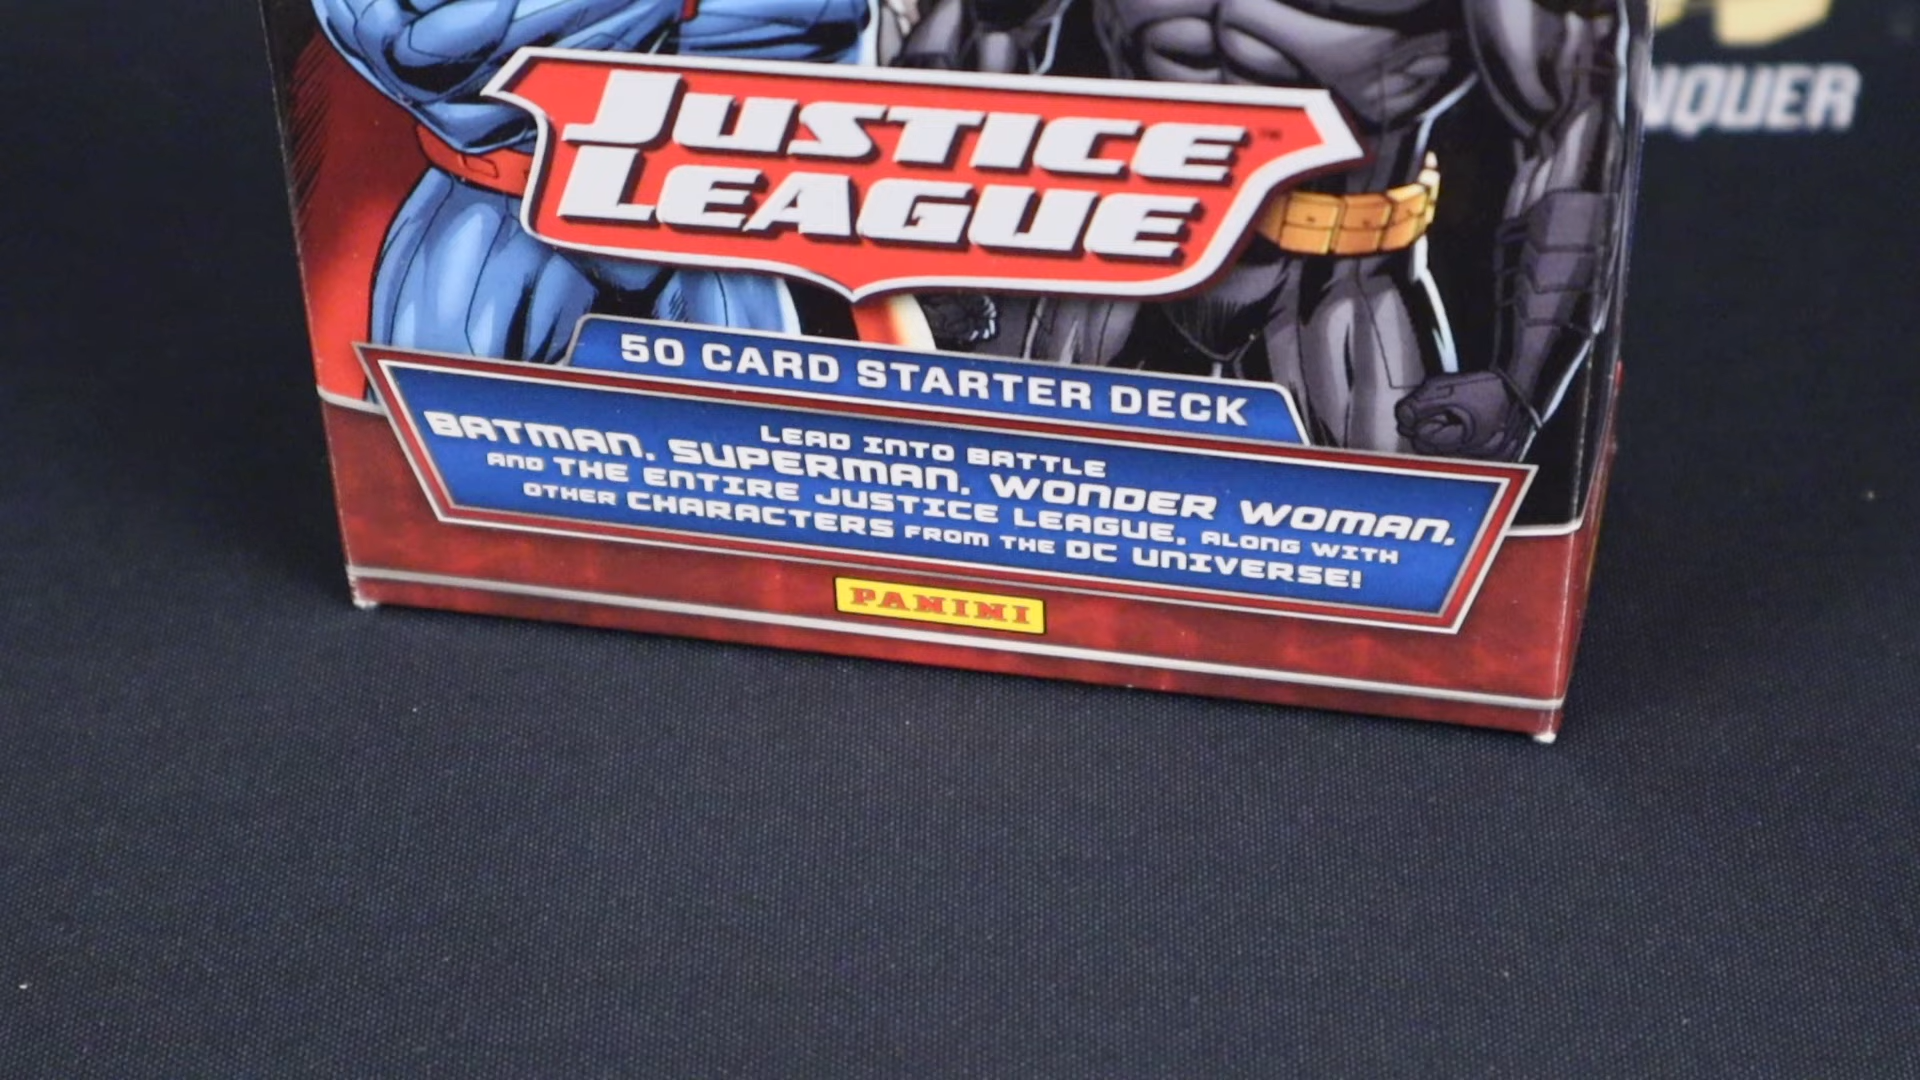 JUSTICE
LEAGUE™
50 CARD STARTER DECK
LEAD INTO BATTLE
BATMAN, SUPERMAN, WONDER WOMAN,
AND THE ENTIRE JUSTICE LEAGUE, ALONG WITH
OTHER CHARACTERS FROM THE DC UNIVERSE!
PANINI
NQUER